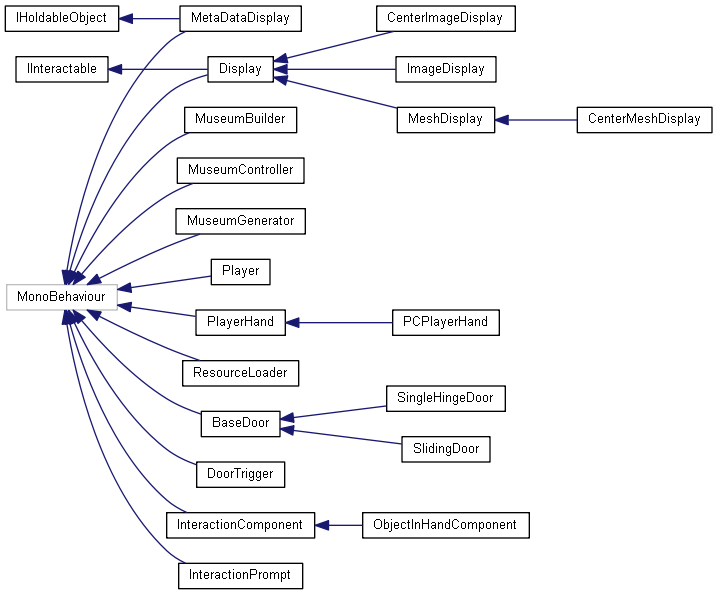 IHoldableObject
MetaDataDisplay
CenterImageDisplay
IInteractable
Display
ImageDisplay
MuseumBuilder
MeshDisplay
CenterMeshDisplay
MuseumController
MuseumGenerator
Player
MonoBehaviour
PlayerHand
PCPlayerHand
ResourceLoader
SingleHingeDoor
BaseDoor
SlidingDoor
DoorTrigger
InteractionComponent
ObjectInHandComponent
InteractionPrompt